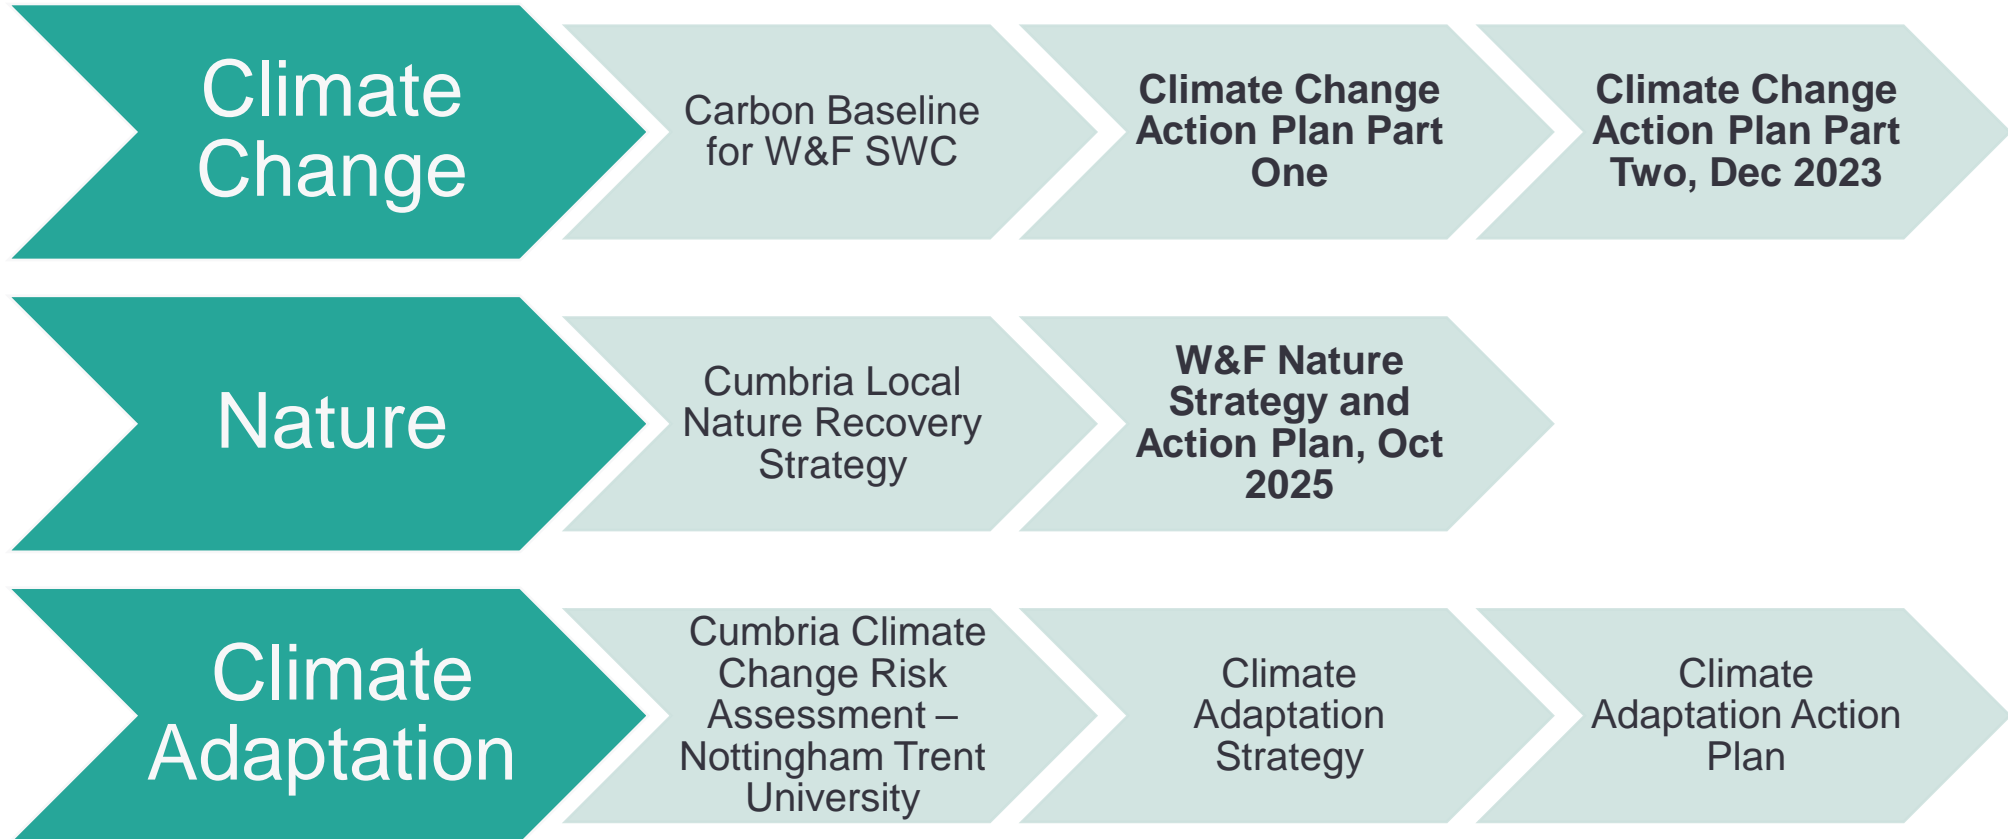 Climate
Change
Carbon Baseline
for W&F SWC
Climate Change
Action Plan Part
One
Climate Change
Action Plan Part
Two, Dec 2023
Nature
Cumbria Local
Nature Recovery
Strategy
W&F Nature
Strategy and
Action Plan, Oct
2025
Climate
Adaptation
Cumbria Climate
Change Risk
Assessment –
Nottingham Trent
University
Climate
Adaptation
Strategy
Climate
Adaptation Action
Plan